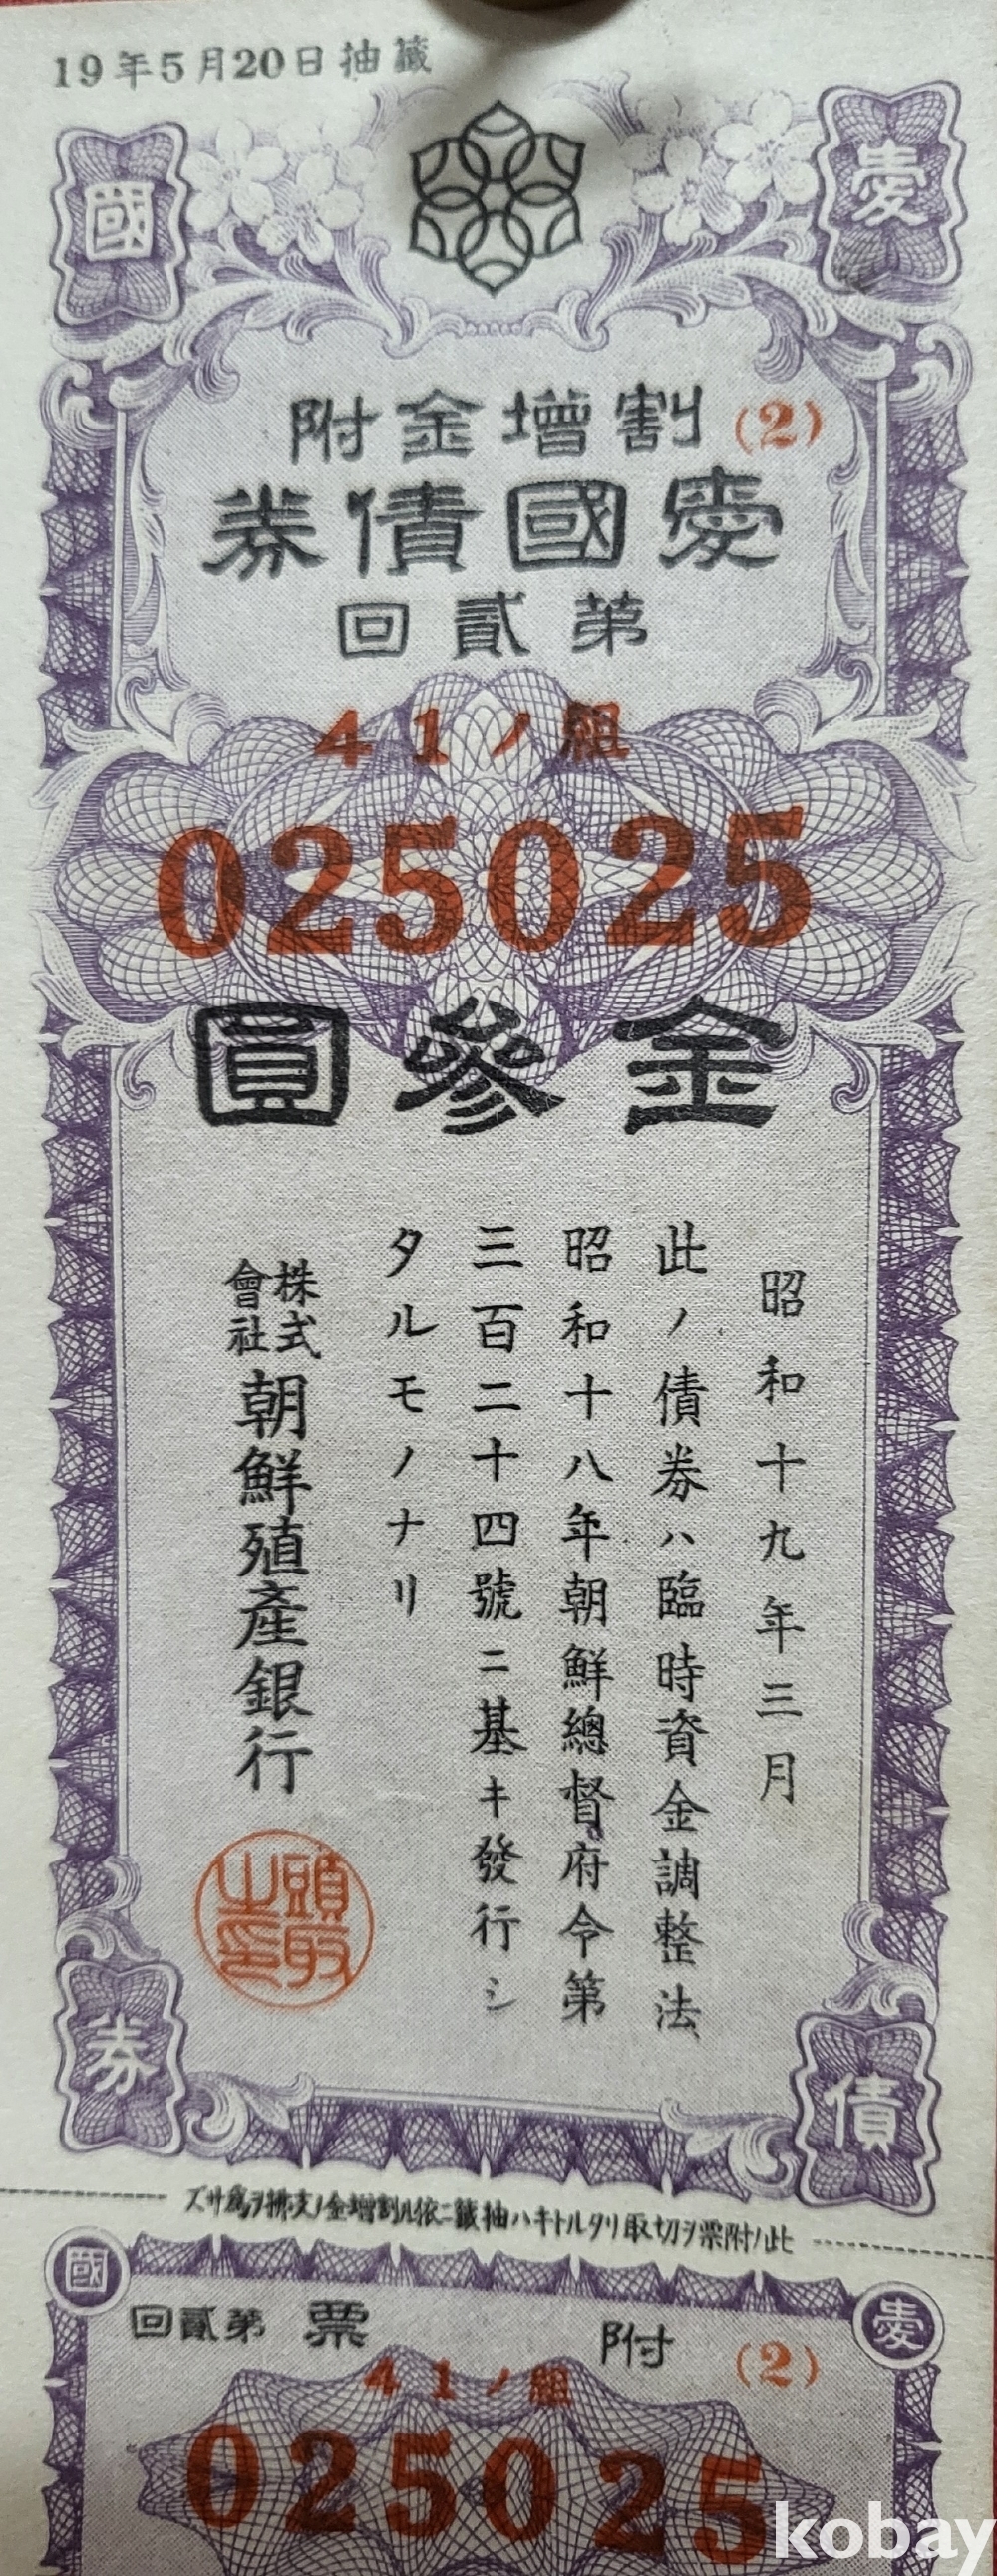 19年5月20日抽籤
國
愛
割增金附
(2)
愛國債券
第貳回
41ノ組
025025
金參圓
昭和十九年三月
此ノ債券ハ臨時資金調整法
昭和十八年朝鮮總督府令第
三百二十四號ニ基キ發行シ
タルモノナリ
株式會社朝鮮殖產銀行
頭取之印
券
債
此ノ附票ヲ切取リタルトキハ抽籤ニ依ル割增金ノ支拂ヲ爲サズ
國
愛
附票
第貳回
(2)
41ノ組
025025
kobay